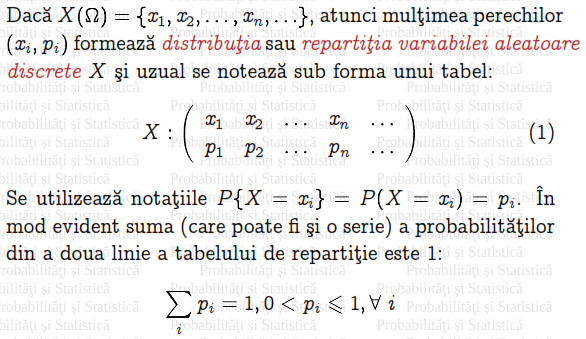 Dacă X(Ω) = {x₁, x₂, . . . , xₙ, . . .}, atunci mulţimea perechilor
(xᵢ, pᵢ) formează distribuţia sau repartiţia variabilei aleatoare
discrete X şi uzual se notează sub forma unui tabel:
X : ( x₁ x₂ . . . xₙ . . .
p₁ p₂ . . . pₙ . . . ) (1)
Se utilizează notaţiile P{X = xᵢ} = P(X = xᵢ) = pᵢ. În
mod evident suma (care poate fi şi o serie) a probabilităţilor
din a doua linie a tabelului de repartiţie este 1:
∑ᵢ pᵢ = 1, 0 < pᵢ ⩽ 1, ∀ i